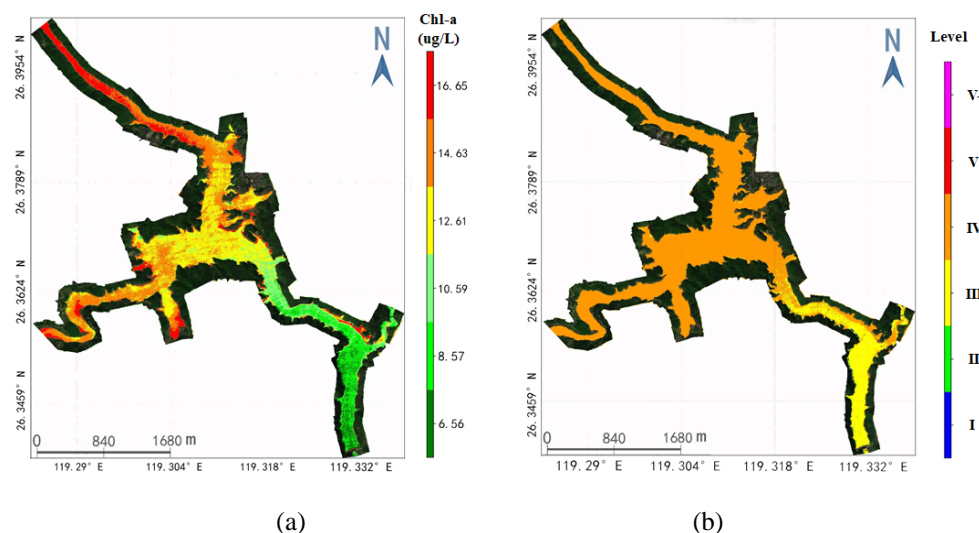 Chl-a
(ug/L)
N
16.65
14.63
12.61
10.59
8.57
6.56
26.3954° N
26.3789° N
26.3624° N
26.3459° N
0 840 1680 m
119.29° E 119.304° E 119.318° E 119.332° E
(a)
N
Level
V
IV
III
II
I
26.3954° N
26.3789° N
26.3624° N
26.3459° N
0 840 1680 m
119.29° E 119.304° E 119.318° E 119.332° E
(b)